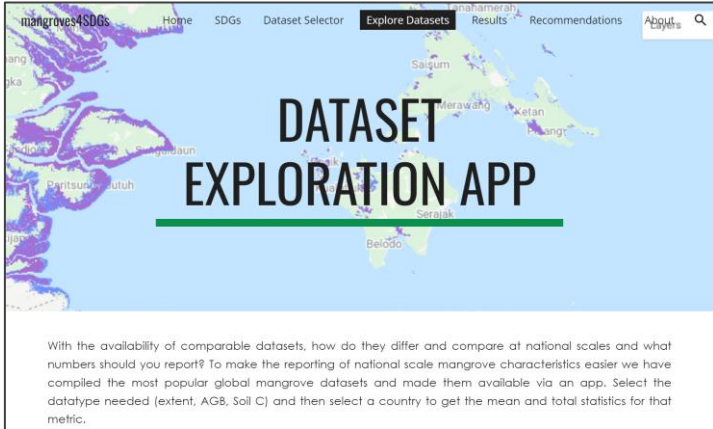 Tanahamerah
mangroves4SDGs Home SDGs Dataset Selector Explore Datasets Results Recommendations About
Layers
Saisum
DATASET
Merawang Ketan
EXPLORATION APP
Serajak
Belodo
With the availability of comparable datasets, how do they differ and compare at national scales and what
numbers should you report? To make the reporting of national scale mangrove characteristics easier we have
compiled the most popular global mangrove datasets and made them available via an app. Select the
datatype needed (extent, AGB, Soil C) and then select a country to get the mean and total statistics for that
metric.